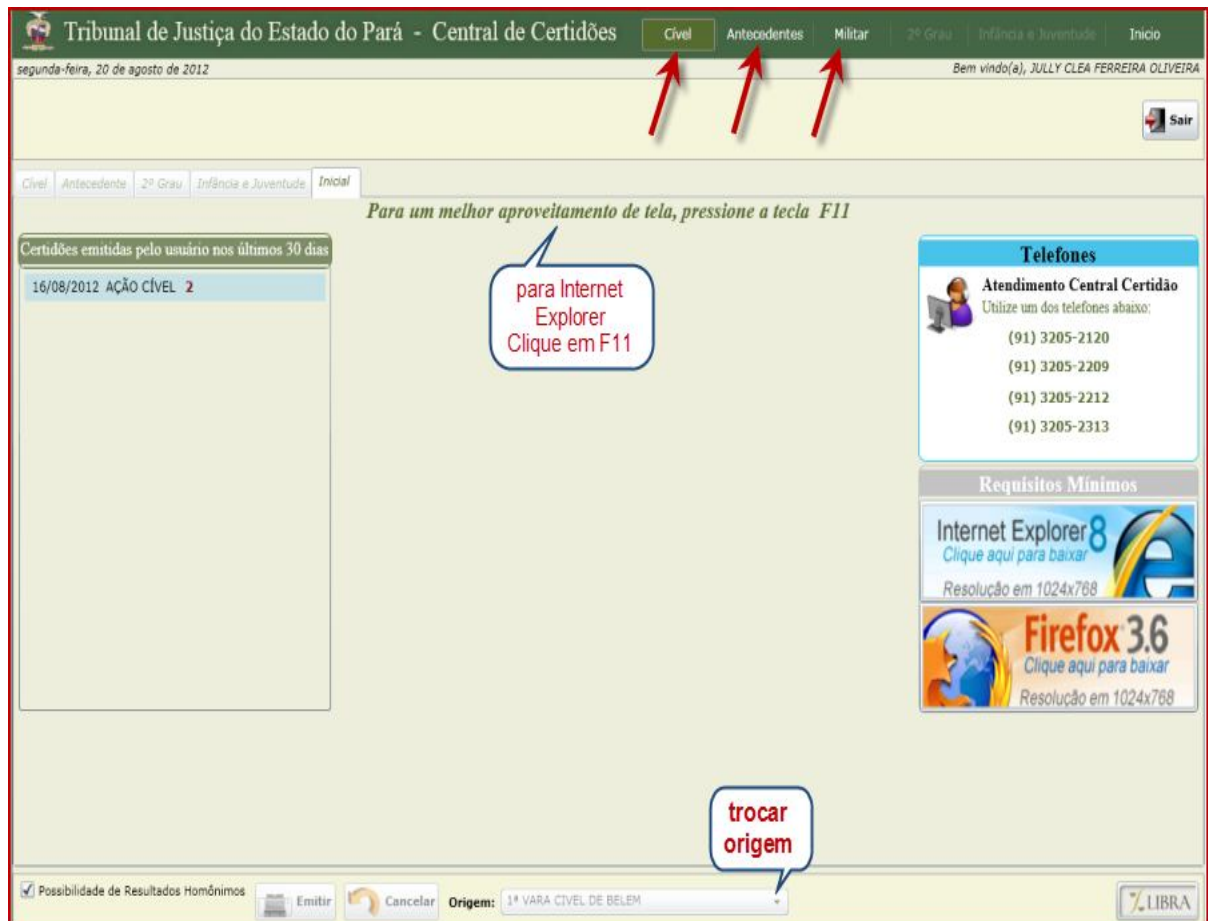 Tribunal de Justiça do Estado do Pará - Central de Certidões
Cível Antecedentes Militar 2º Grau Infância e Juventude Inicio
segunda-feira, 20 de agosto de 2012
Bem vindo(a), JULLY CLEA FERREIRA OLIVEIRA
Sair
Cível Antecedente 2º Grau Infância e Juventude Inicial
Para um melhor aproveitamento de tela, pressione a tecla F11
Certidões emitidas pelo usuário nos últimos 30 dias
16/08/2012 AÇÃO CÍVEL 2
para Internet
Explorer
Clique em F11
Telefones
Atendimento Central Certidão
Utilize um dos telefones abaixo:
(91) 3205-2120
(91) 3205-2209
(91) 3205-2212
(91) 3205-2313
Requisitos Mínimos
Internet Explorer 8
Clique aqui para baixar
Resolução em 1024x768
Firefox 3.6
Clique aqui para baixar
Resolução em 1024x768
trocar
origem
Possibilidade de Resultados Homônimos
Emitir Cancelar Origem: 1ª VARA CIVEL DE BELEM
LIBRA